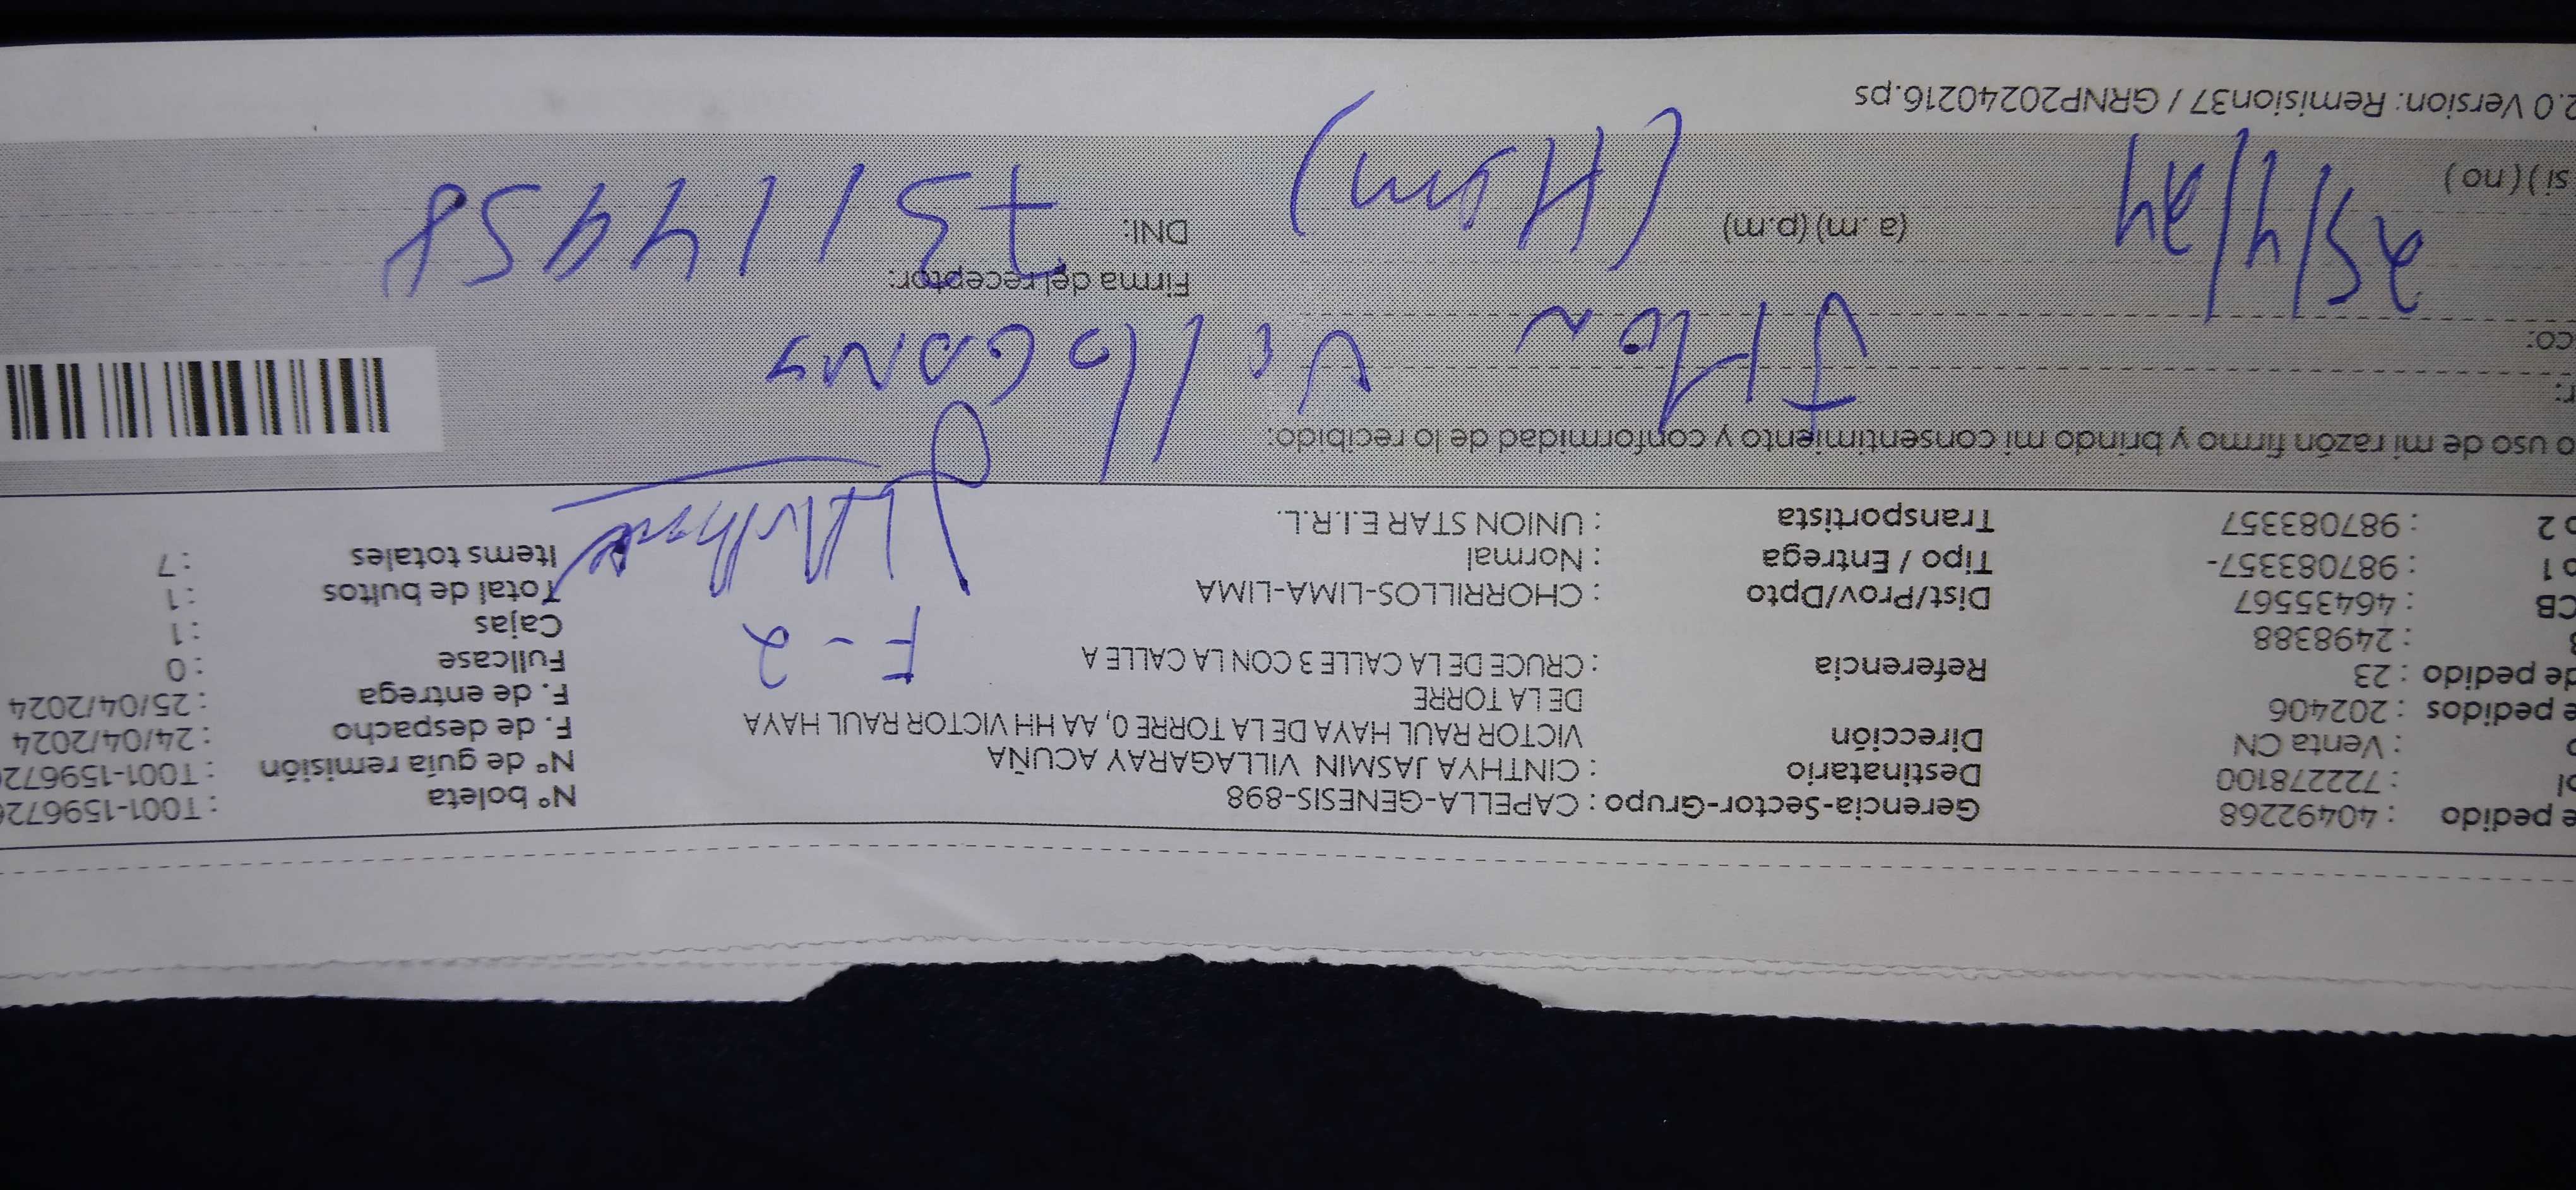 e pedido : 40492268 Gerencia-Sector-Grupo : CAPELLA-GENESIS-898 N° boleta : T001-1596726
ol : 722278100 Destinatario : CINTHYA JASMIN VILLAGARAY ACUÑA N° de guía remisión : T001-1596726
o : Venta CN Dirección VICTOR RAUL HAYA DE LA TORRE 0, AA HH VICTOR RAUL HAYA F. de despacho : 24/04/2024
e pedidos : 202406 DE LA TORRE F. de entrega : 25/04/2024
de pedido : 23 Referencia : CRUCE DE LA CALLE 3 CON LA CALLE A Fullcase : 0
: 2498388 F-2 Cajas : 1
CB : 46435567 Dist/Prov/Dpto : CHORRILLOS-LIMA-LIMA Total de bultos : 1
o 1 : 987083357- Tipo / Entrega : Normal Items totales : 7
o 2 : 987083357 Transportista : UNION STAR E.I.R.L.
o uso de mi razón firmo y brindo mi consentimiento y conformidad de lo recibido:
r:
co:
Firma del receptor:
25/4/24 (a.m) (p.m) DNI: 73114458
si ) ( no )
2.0 Version: Remision37 / GRNP20240216.ps